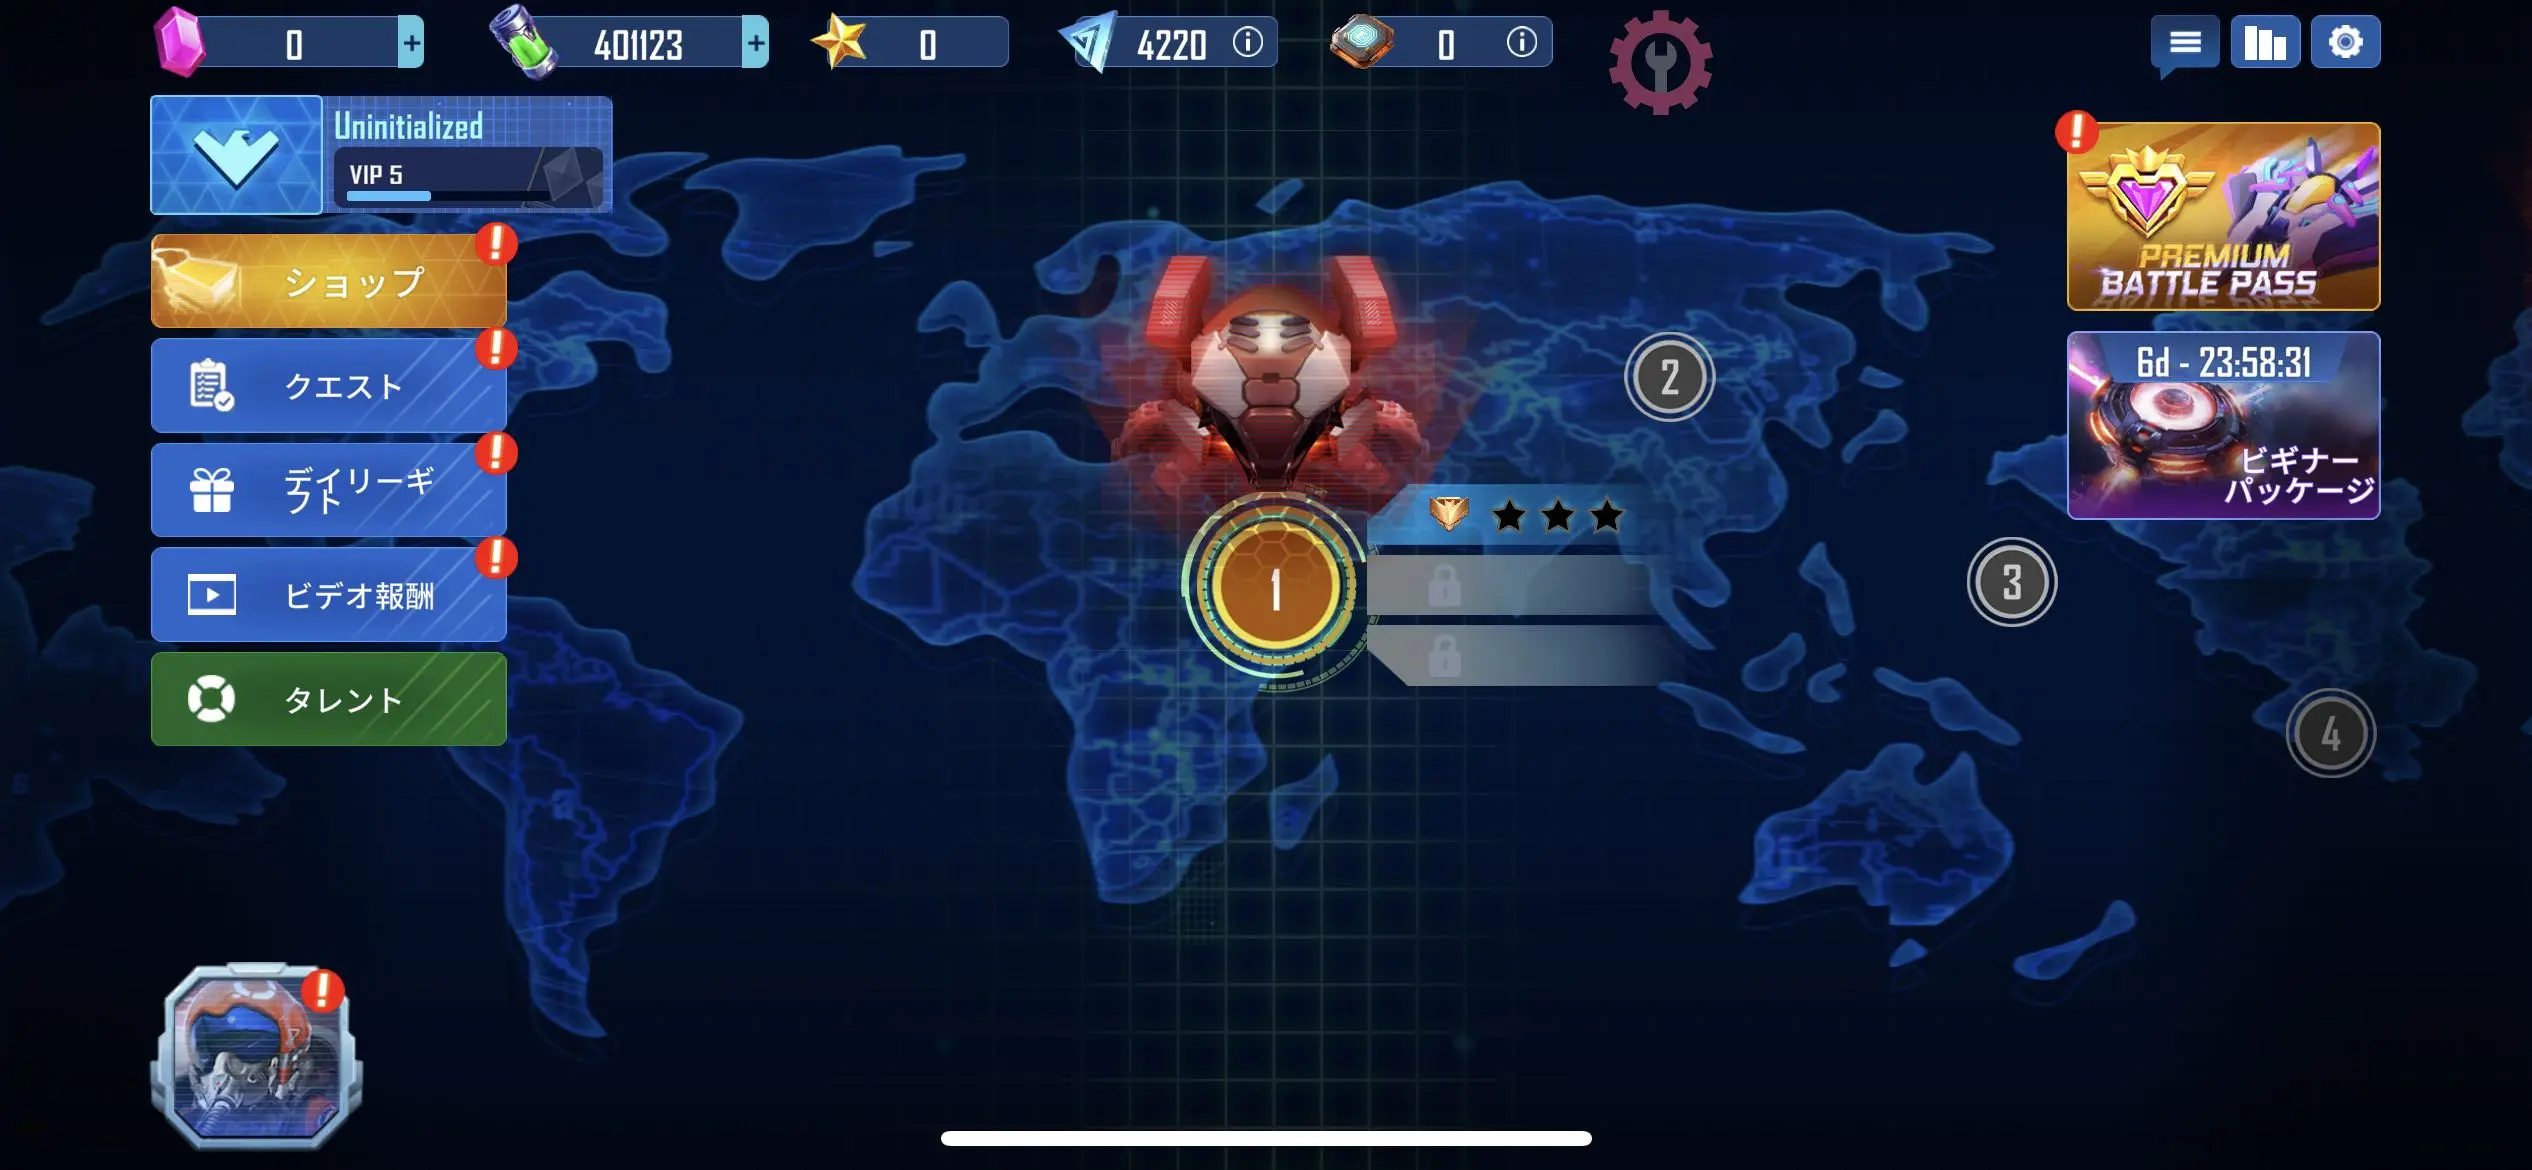 0
401123
0
4220
0
Uninitialized
VIP 5
ショップ
クエスト
デイリーギ
フト
ビデオ報酬
タレント
PREMIUM
BATTLE PASS
6d - 23:58:31
ビギナー
パッケージ
1
2
3
4